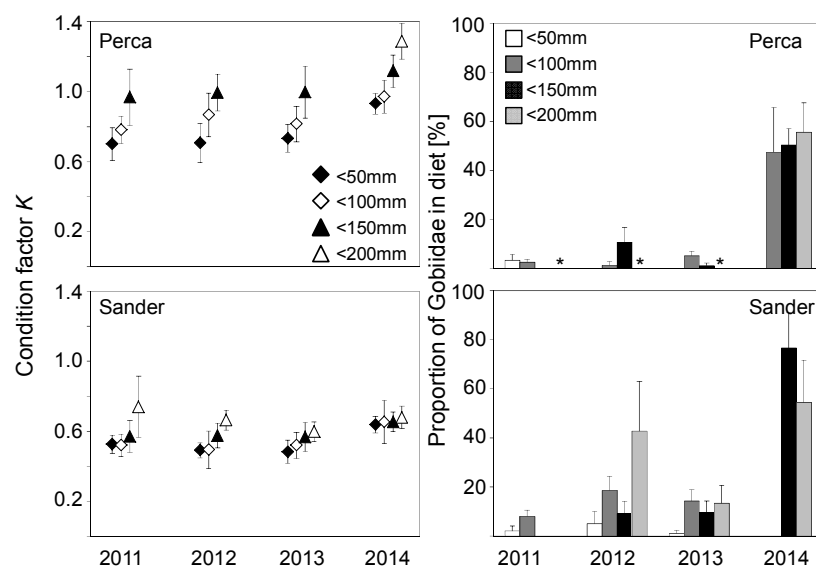 Condition factor K
1.4
1.0
0.6
0.2
Perca
<50mm
<100mm
<150mm
<200mm
1.4
1.0
0.6
0.2
Sander
2011 2012 2013 2014
Proportion of Gobiidae in diet [%]
100
80
60
40
20
Perca
<50mm
<100mm
<150mm
<200mm
* * *
100
80
60
40
20
Sander
2011 2012 2013 2014